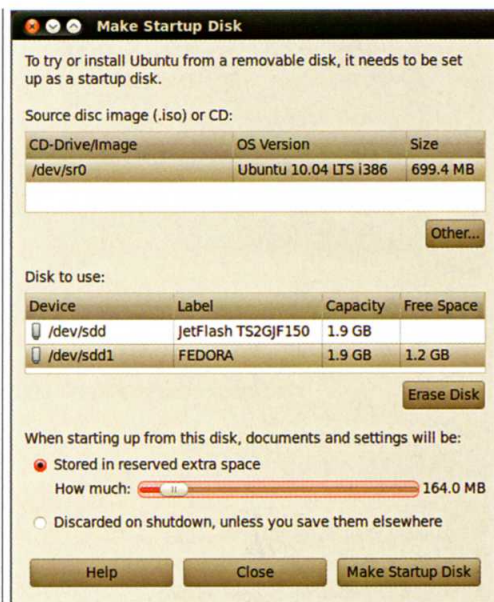 Make Startup Disk
To try or install Ubuntu from a removable disk, it needs to be set
up as a startup disk.
Source disc image (.iso) or CD:
CD-Drive/Image OS Version Size
/dev/sr0 Ubuntu 10.04 LTS i386 699.4 MB
Other...
Disk to use:
Device Label Capacity Free Space
/dev/sdd JetFlash TS2GJF150 1.9 GB
/dev/sdd1 FEDORA 1.9 GB 1.2 GB
Erase Disk
When starting up from this disk, documents and settings will be:
Stored in reserved extra space
How much: 164.0 MB
Discarded on shutdown, unless you save them elsewhere
Help Close Make Startup Disk